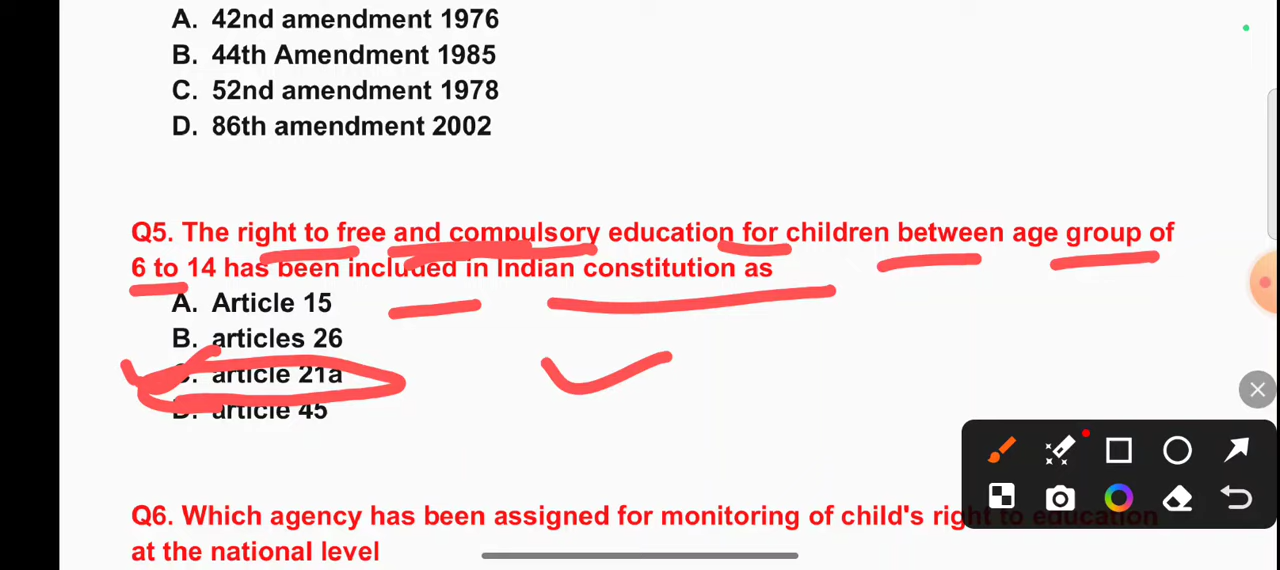 A. 42nd amendment 1976
B. 44th Amendment 1985
C. 52nd amendment 1978
D. 86th amendment 2002
Q5. The right to free and compulsory education for children between age group of
6 to 14 has been included in Indian constitution as
A. Article 15
B. articles 26
C. article 21a
D. article 45
Q6. Which agency has been assigned for monitoring of child's right to education
at the national level